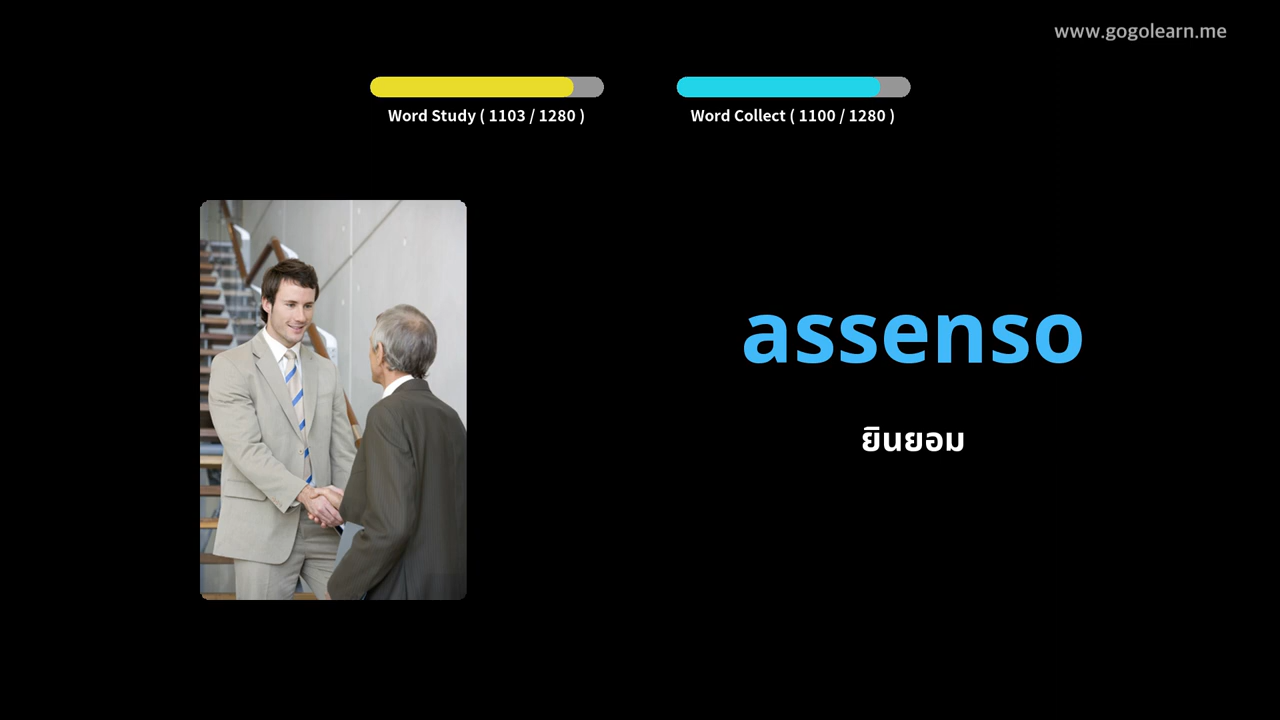 www.gogolearn.me
Word Study ( 1103 / 1280 )
Word Collect ( 1100 / 1280 )
assenso
ยินยอม